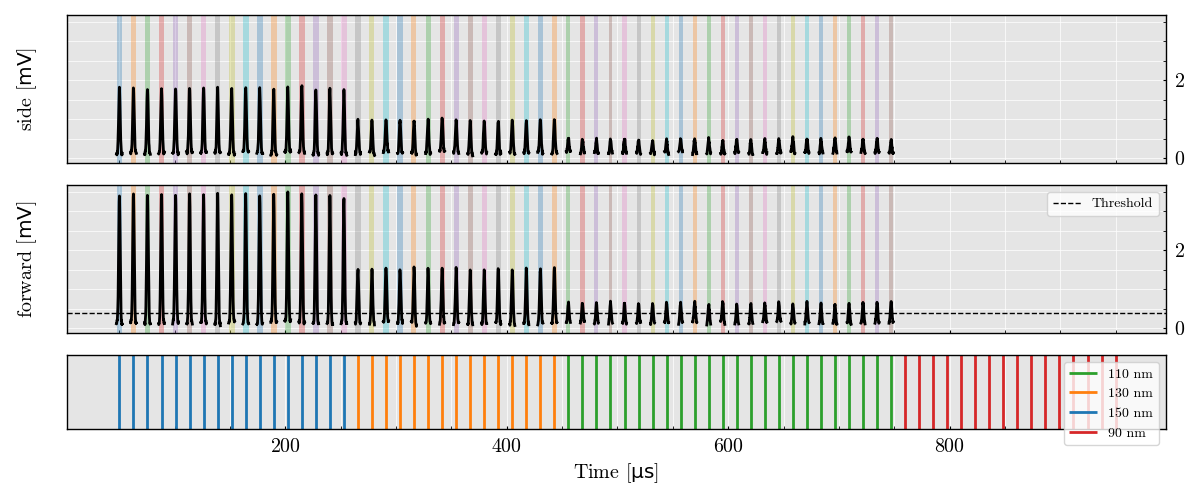 side [mV]
2
0
forward [mV]
Threshold
2
0
110 nm
130 nm
150 nm
90 nm
200 400 600 800
Time [µs]